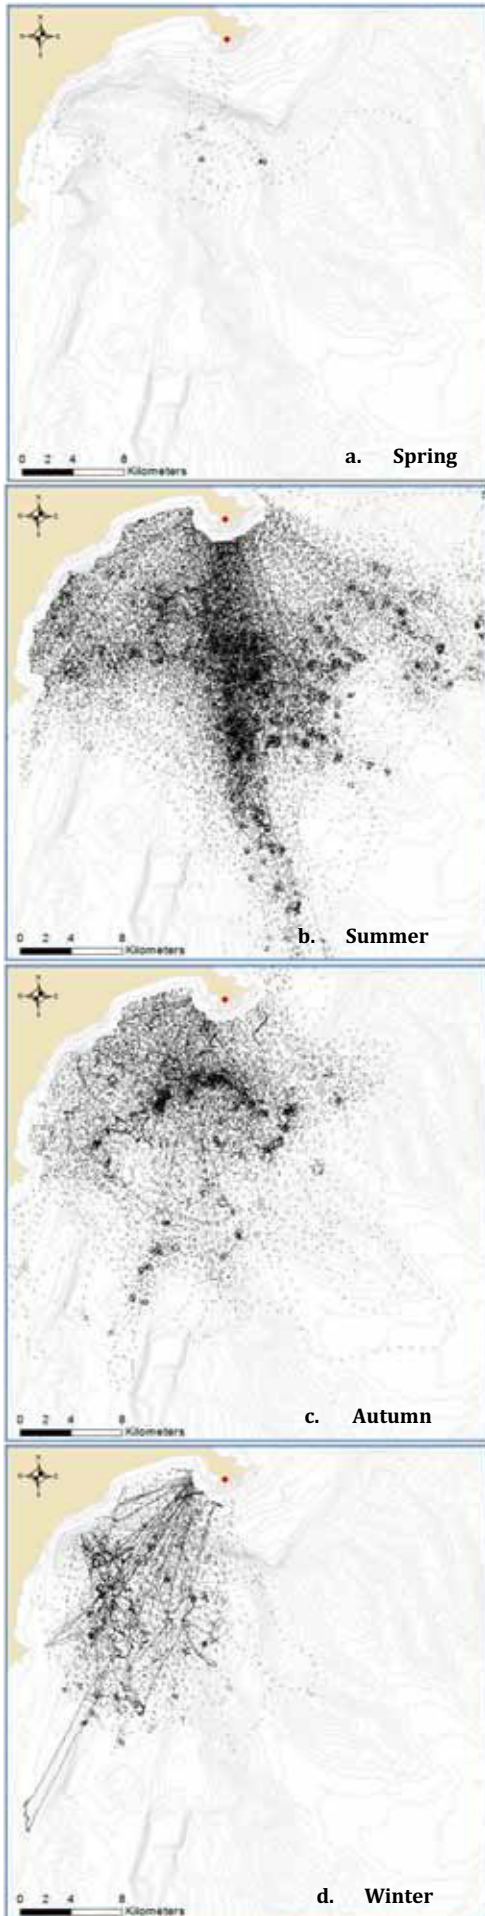 N
0 2 4 8
Kilometers
a. Spring
N
0 2 4 8
Kilometers
b. Summer
N
0 2 4 8
Kilometers
c. Autumn
N
0 2 4 8
Kilometers
d. Winter